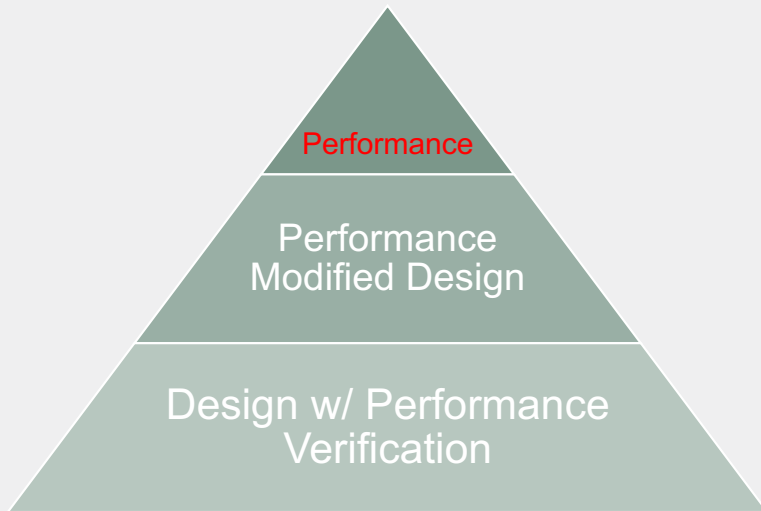 Performance
Performance
Modified Design
Design w/ Performance
Verification